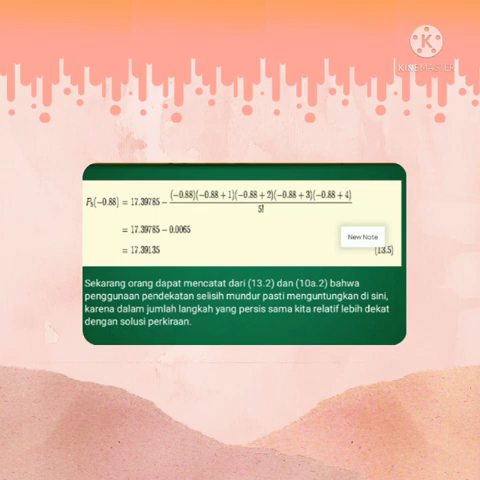 K
KINEMASTER
P₅(−0.88) = 17.39785 − (−0.88)(−0.88 + 1)(−0.88 + 2)(−0.88 + 3)(−0.88 + 4) / 5!
= 17.39785 − 0.0065
New Note
= 17.39135 (13.5)
Sekarang orang dapat mencatat dari (13.2) dan (10a.2) bahwa
penggunaan pendekatan selisih mundur pasti menguntungkan di sini,
karena dalam jumlah langkah yang persis sama kita relatif lebih dekat
dengan solusi perkiraan.